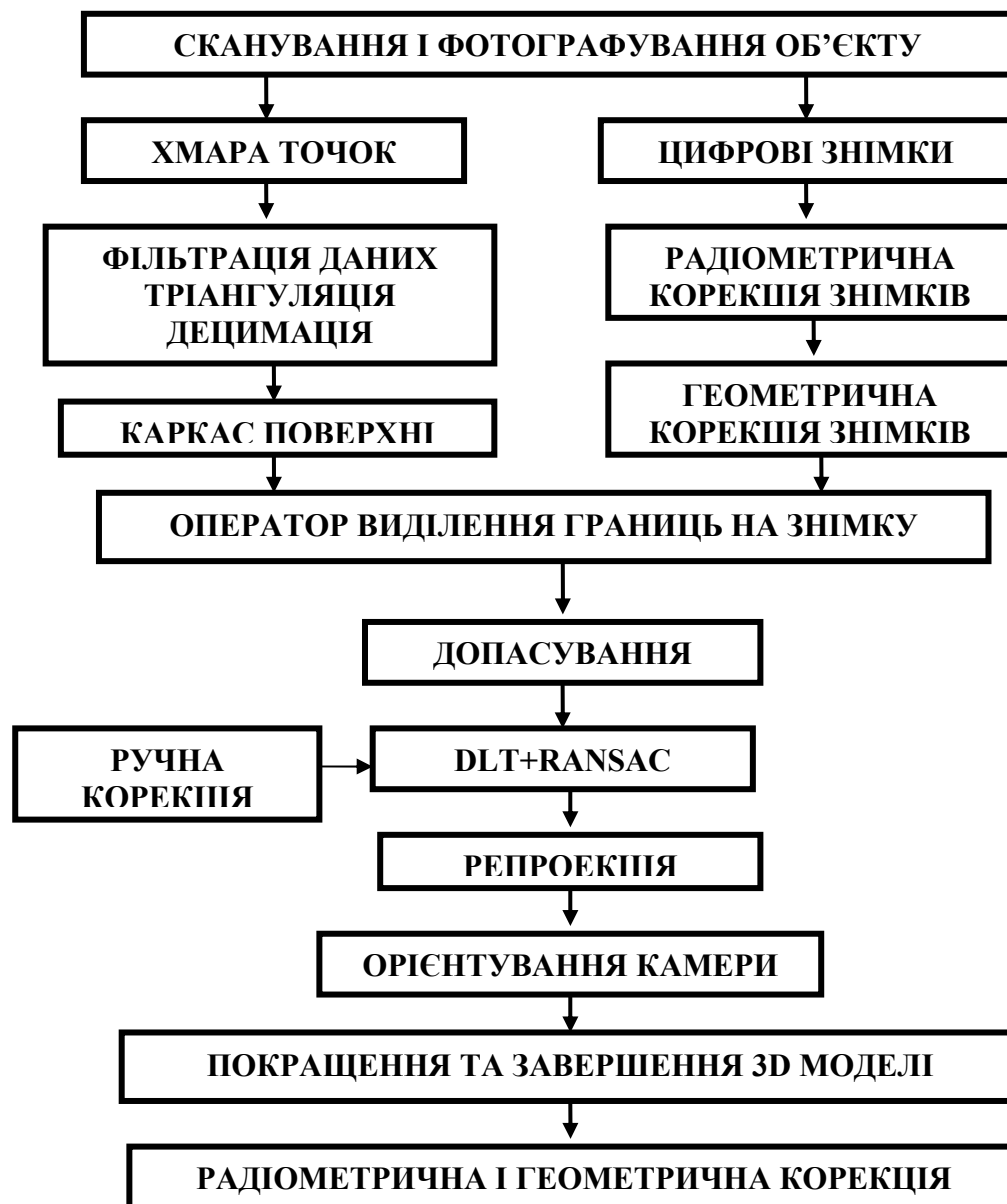 СКАНУВАННЯ І ФОТОГРАФУВАННЯ ОБ’ЄКТУ
ХМАРА ТОЧОК
ЦИФРОВІ ЗНІМКИ
ФІЛЬТРАЦІЯ ДАНИХ
ТРІАНГУЛЯЦІЯ
ДЕЦИМАЦІЯ
РАДІОМЕТРИЧНА
КОРЕКЦІЯ ЗНІМКІВ
КАРКАС ПОВЕРХНІ
ГЕОМЕТРИЧНА
КОРЕКЦІЯ ЗНІМКІВ
ОПЕРАТОР ВИДІЛЕННЯ ГРАНИЦЬ НА ЗНІМКУ
ДОПАСУВАННЯ
РУЧНА
КОРЕКЦІЯ
DLT+RANSAC
РЕПРОЕКЦІЯ
ОРІЄНТУВАННЯ КАМЕРИ
ПОКРАЩЕННЯ ТА ЗАВЕРШЕННЯ 3D МОДЕЛІ
РАДІОМЕТРИЧНА І ГЕОМЕТРИЧНА КОРЕКЦІЯ